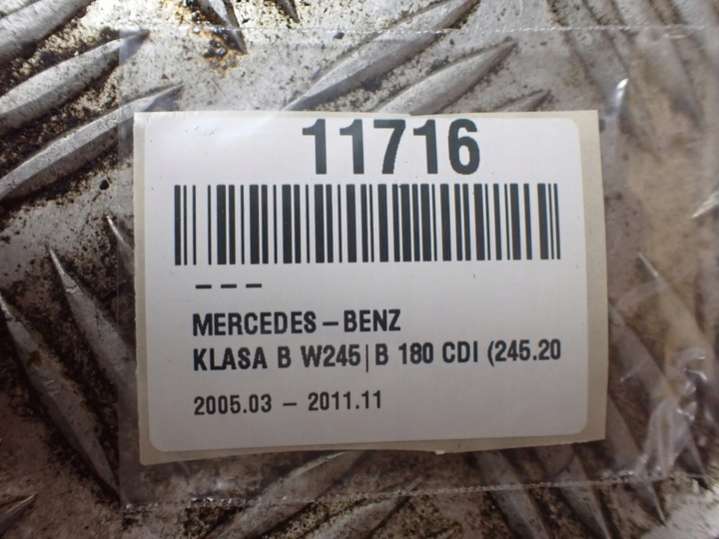 11716
– – –
MERCEDES – BENZ
KLASA B W245|B 180 CDI (245.20
2005.03 – 2011.11